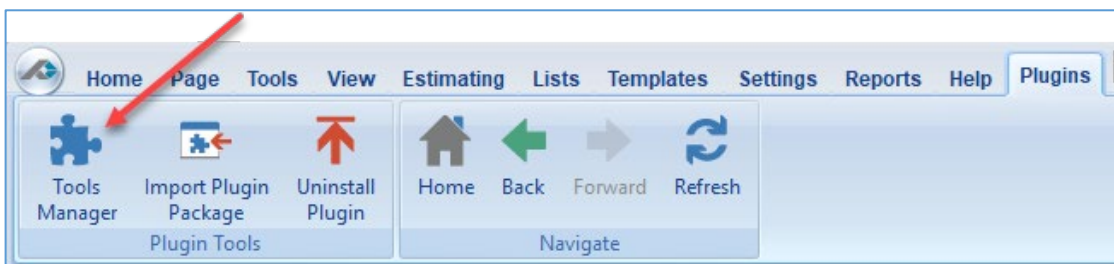 Home Page Tools View Estimating Lists Templates Settings Reports Help Plugins
Tools Manager
Import Plugin Package
Uninstall Plugin
Home
Back
Forward
Refresh
Plugin Tools
Navigate